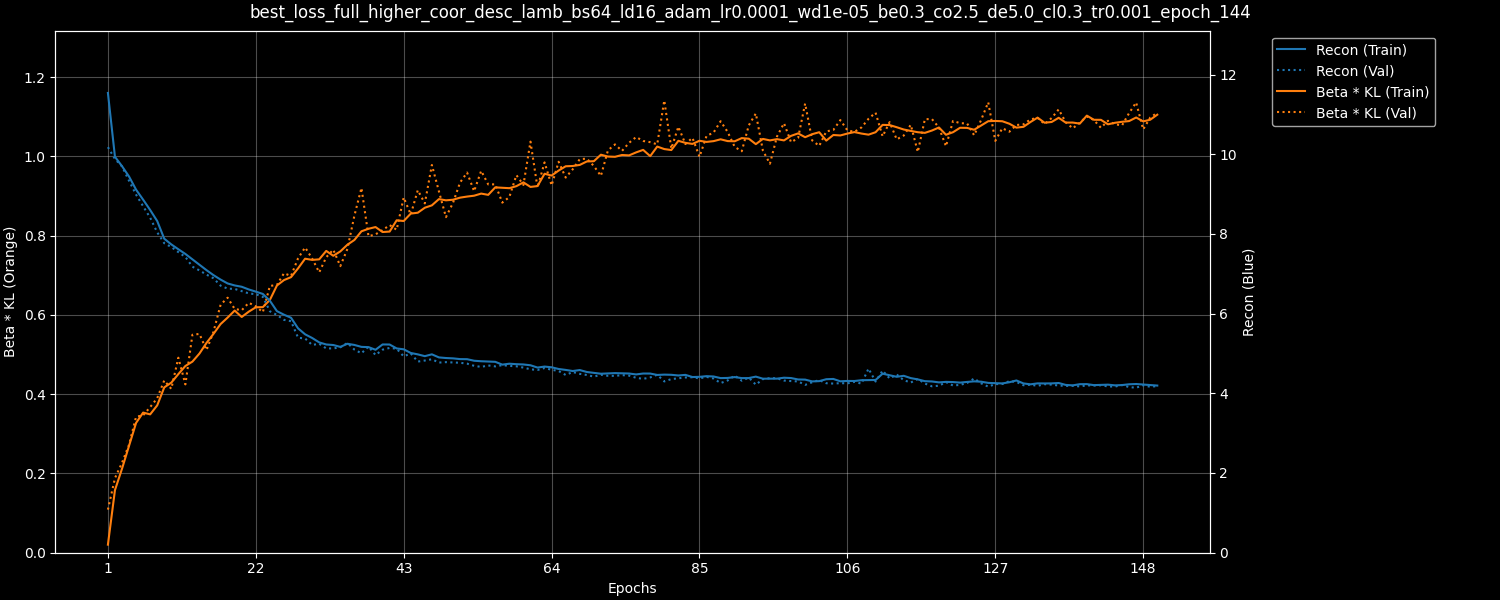 best_loss_full_higher_coor_desc_lamb_bs64_ld16_adam_lr0.0001_wd1e-05_be0.3_co2.5_de5.0_cl0.3_tr0.001_epoch_144
Beta * KL (Orange)
1.2
1.0
0.8
0.6
0.4
0.2
0.0
1
22
43
64
85
106
127
148
Epochs
12
10
8
6
4
2
0
Recon (Blue)
Recon (Train)
Recon (Val)
Beta * KL (Train)
Beta * KL (Val)